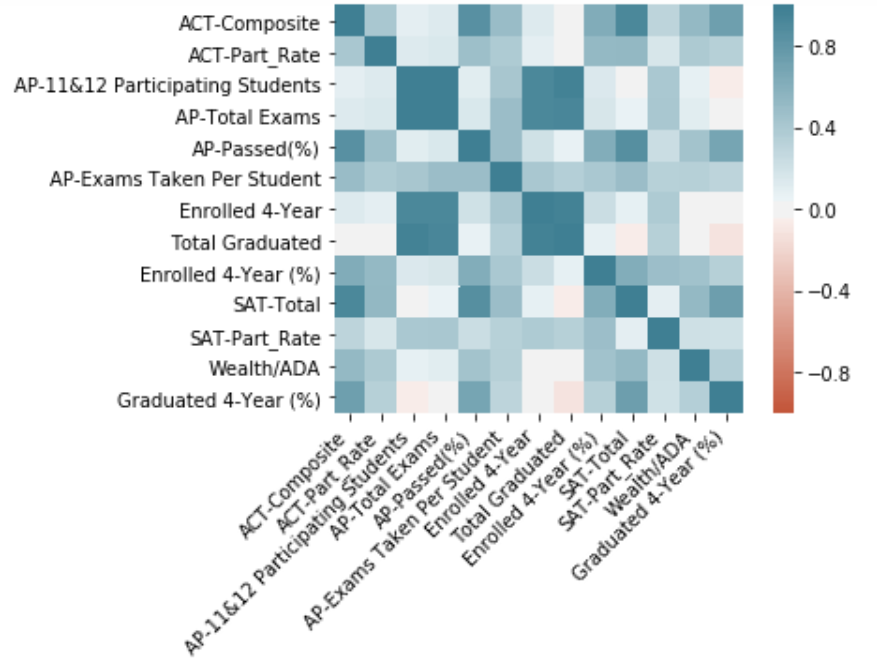 ACT-Composite
ACT-Part_Rate
AP-11&12 Participating Students
AP-Total Exams
AP-Passed(%)
AP-Exams Taken Per Student
Enrolled 4-Year
Total Graduated
Enrolled 4-Year (%)
SAT-Total
SAT-Part_Rate
Wealth/ADA
Graduated 4-Year (%)
0.8
0.4
0.0
−0.4
−0.8
ACT-Composite
ACT-Part_Rate
AP-11&12 Participating Students
AP-Total Exams
AP-Passed(%)
AP-Exams Taken Per Student
Enrolled 4-Year
Total Graduated
Enrolled 4-Year (%)
SAT-Total
SAT-Part_Rate
Wealth/ADA
Graduated 4-Year (%)